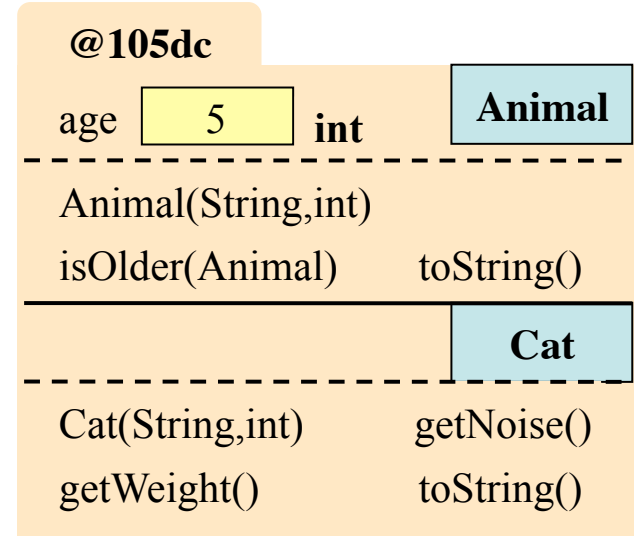 @105dc
age 5 int Animal
Animal(String,int)
isOlder(Animal) toString()
Cat
Cat(String,int) getNoise()
getWeight() toString()